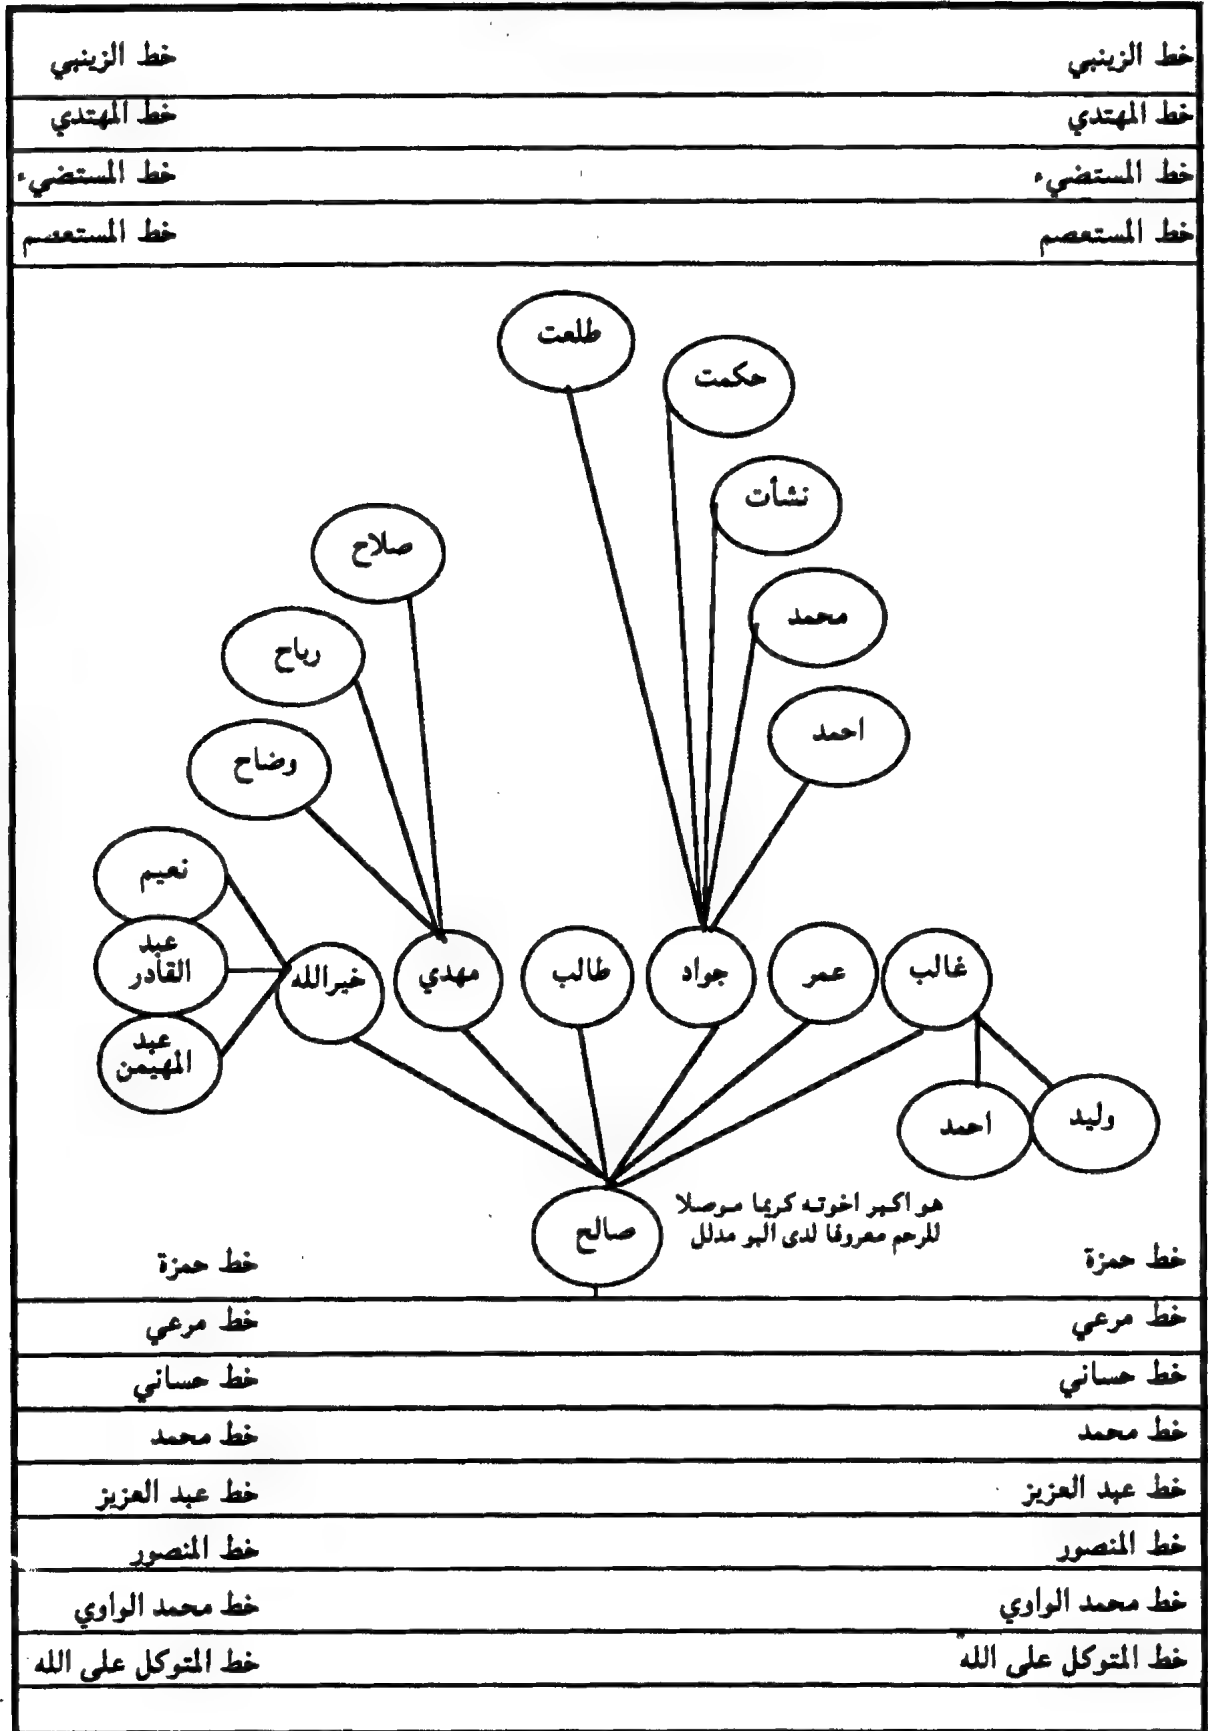 خط الزينبي
خط الزينبي
خط المهتدي
خط المهتدي
خط المستضيء
خط المستضيء
خط المستعصم
خط المستعصم
طلعت
حكمت
نشأت
صلاح
محمد
رباح
احمد
وضاح
نعيم
عبد
القادر
عبد
المهيمن
غالب
عمر
جواد
طالب
مهدي
خيرالله
وليد
احمد
هو اكبر اخوته كريما موصلا
للرحم معروفا لدى البو مدلل
صالح
خط حمزة
خط حمزة
خط مرعي
خط مرعي
خط حساني
خط حساني
خط محمد
خط محمد
خط عبد العزيز
خط عبد العزيز
خط المنصور
خط المنصور
خط محمد الواوي
خط محمد الواوي
خط المتوكل على الله
خط المتوكل على الله